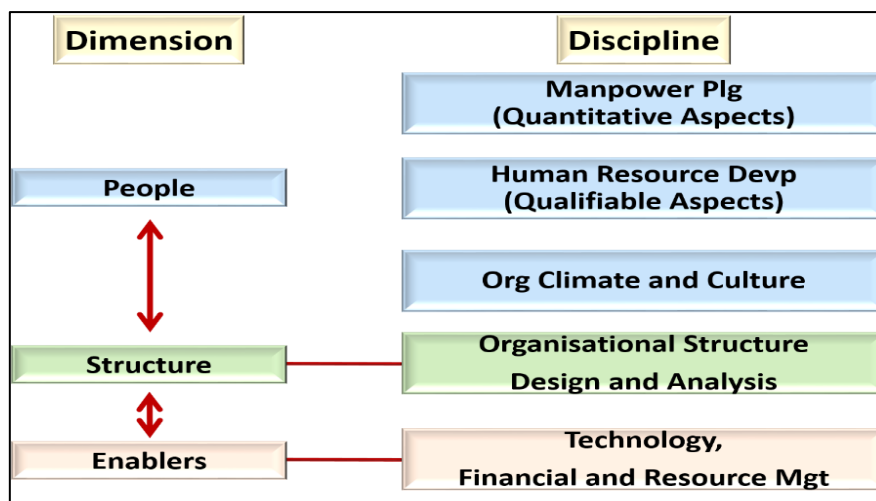 Dimension
Discipline
Manpower Plg
(Quantitative Aspects)
People
Human Resource Devp
(Qualifiable Aspects)
Org Climate and Culture
Structure
Organisational Structure
Design and Analysis
Enablers
Technology,
Financial and Resource Mgt